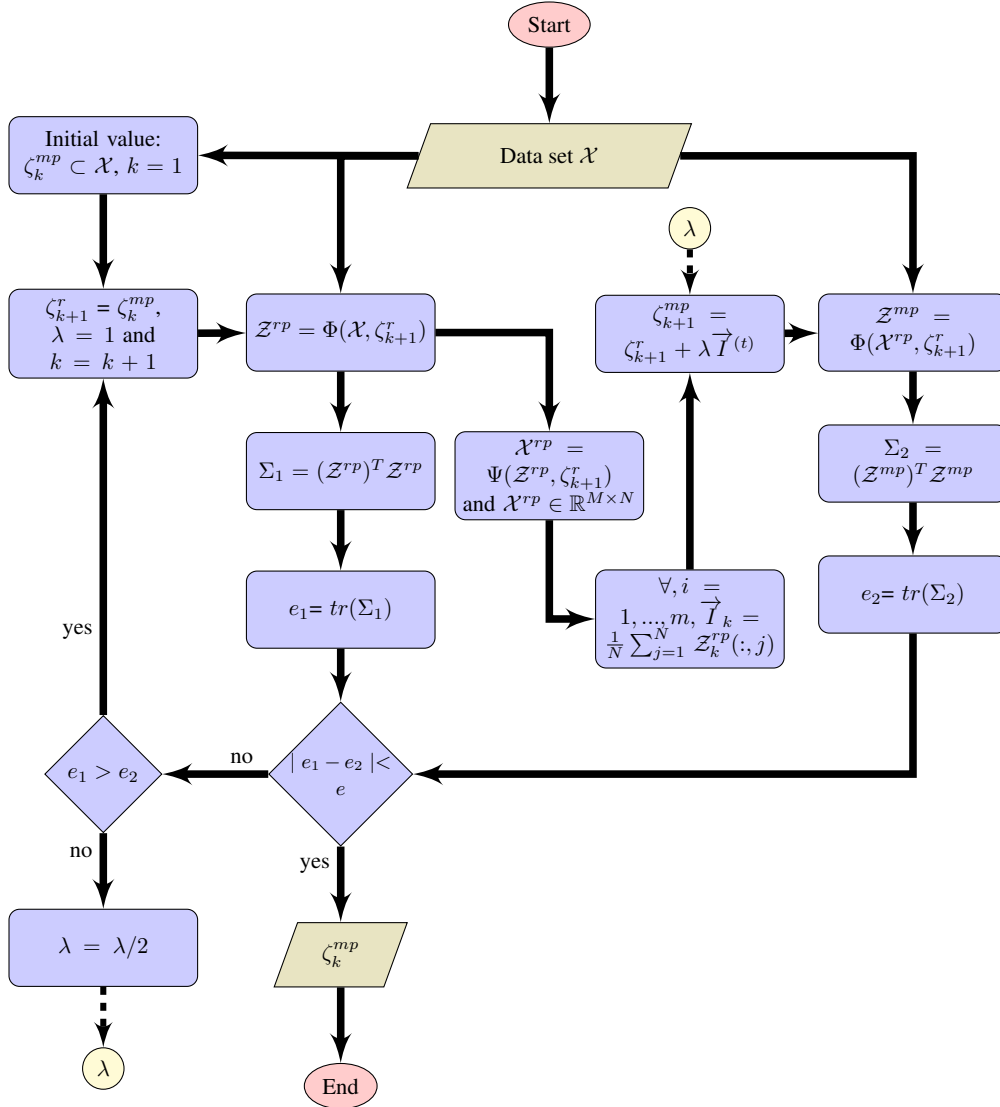 Start
Data set 𝒳
Initial value:
ζ_k^{mp} ⊂ 𝒳, k = 1
λ
ζ_{k+1}^r = ζ_k^{mp},
λ = 1 and
k = k + 1
𝒵^{rp} = Φ(𝒳, ζ_{k+1}^r)
ζ_{k+1}^{mp} =
ζ_{k+1}^r + λ\overrightarrow{I}^{(t)}
𝒵^{mp} =
Φ(𝒳^{rp}, ζ_{k+1}^r)
Σ_1 = (𝒵^{rp})^T 𝒵^{rp}
𝒳^{rp} =
Ψ(𝒵^{rp}, ζ_{k+1}^r)
and 𝒳^{rp} ∈ ℝ^{M×N}
Σ_2 =
(𝒵^{mp})^T 𝒵^{mp}
e_1= tr(Σ_1)
∀, i =
1, ..., m, \overrightarrow{I}_k =
\frac{1}{N} ∑_{j=1}^N 𝒵_k^{rp}(:, j)
e_2= tr(Σ_2)
yes
e_1 > e_2
no
| e_1 − e_2 |<
e
no
yes
λ = λ/2
ζ_k^{mp}
λ
End